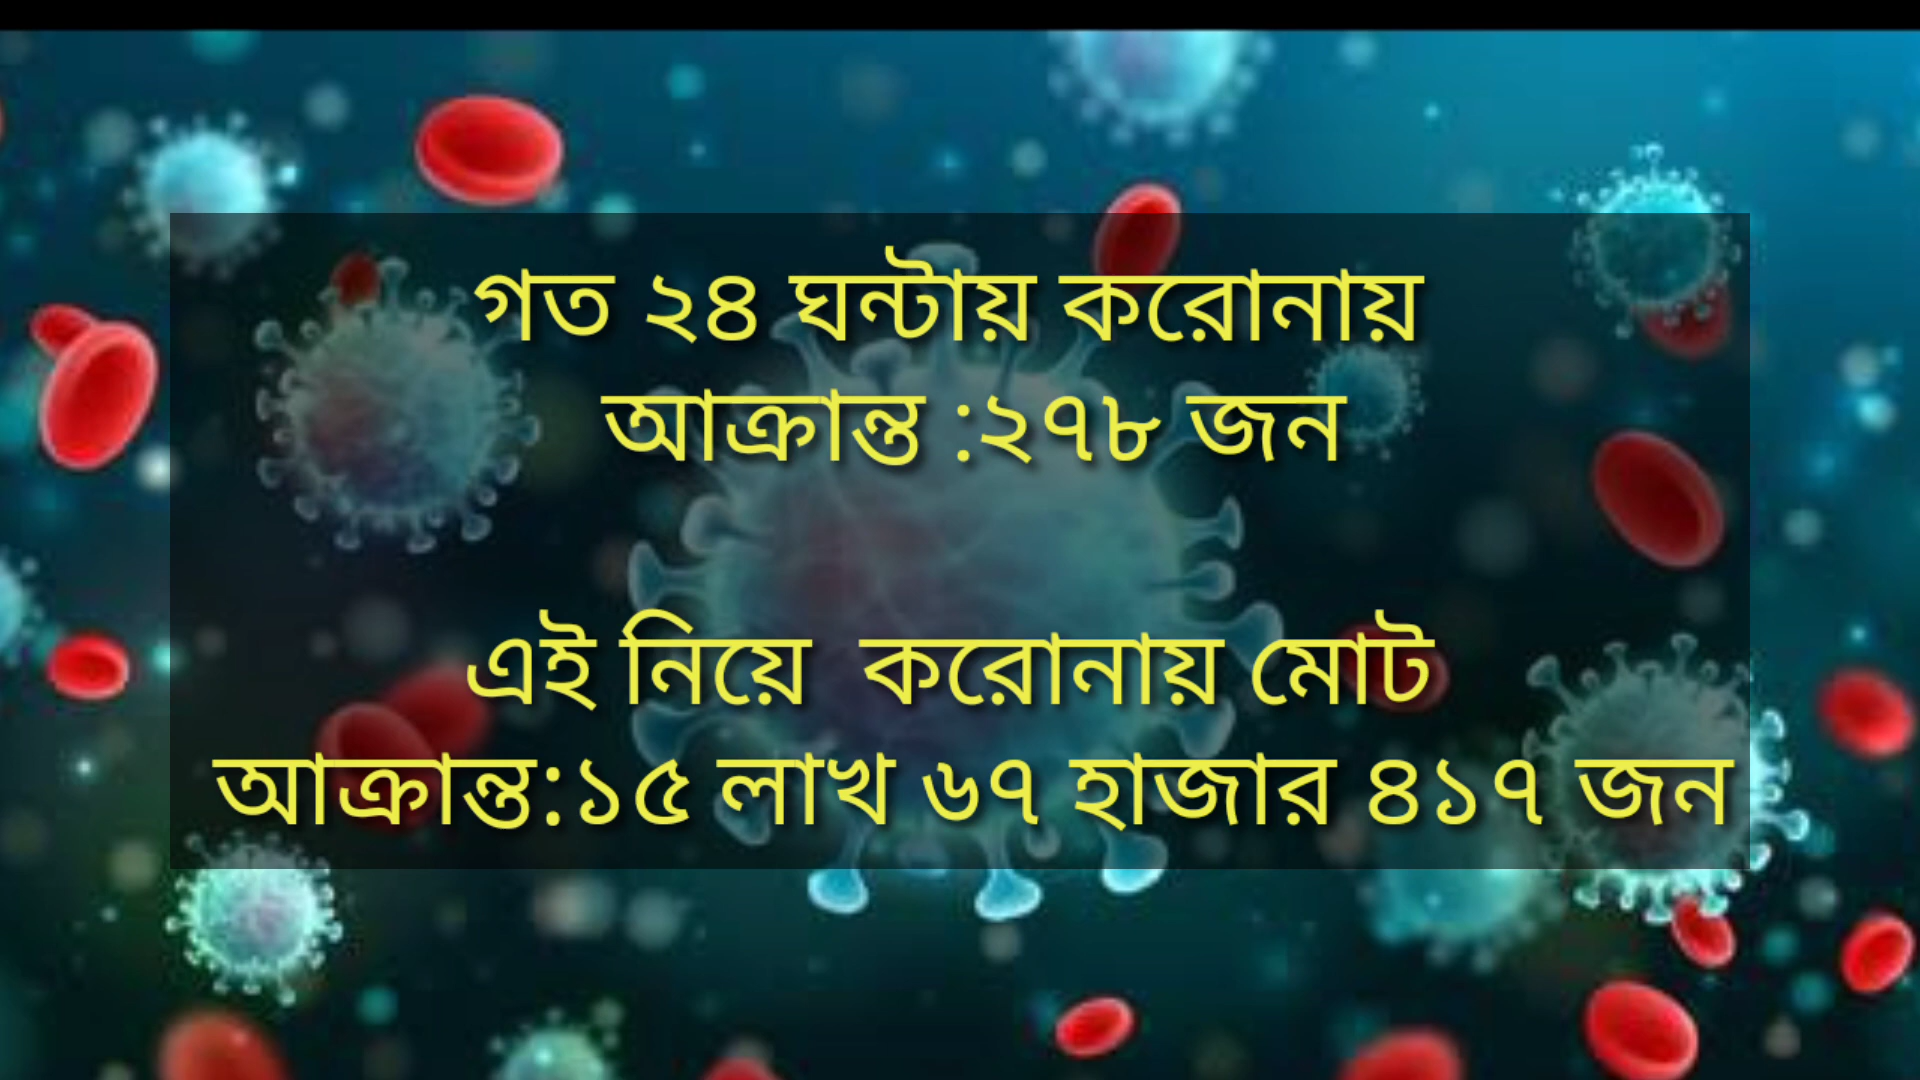 গত ২৪ ঘন্টায় করোনায়
আক্রান্ত :২৭৮ জন
এই নিয়ে করোনায় মোট
আক্রান্ত:১৫ লাখ ৬৭ হাজার ৪১৭ জন